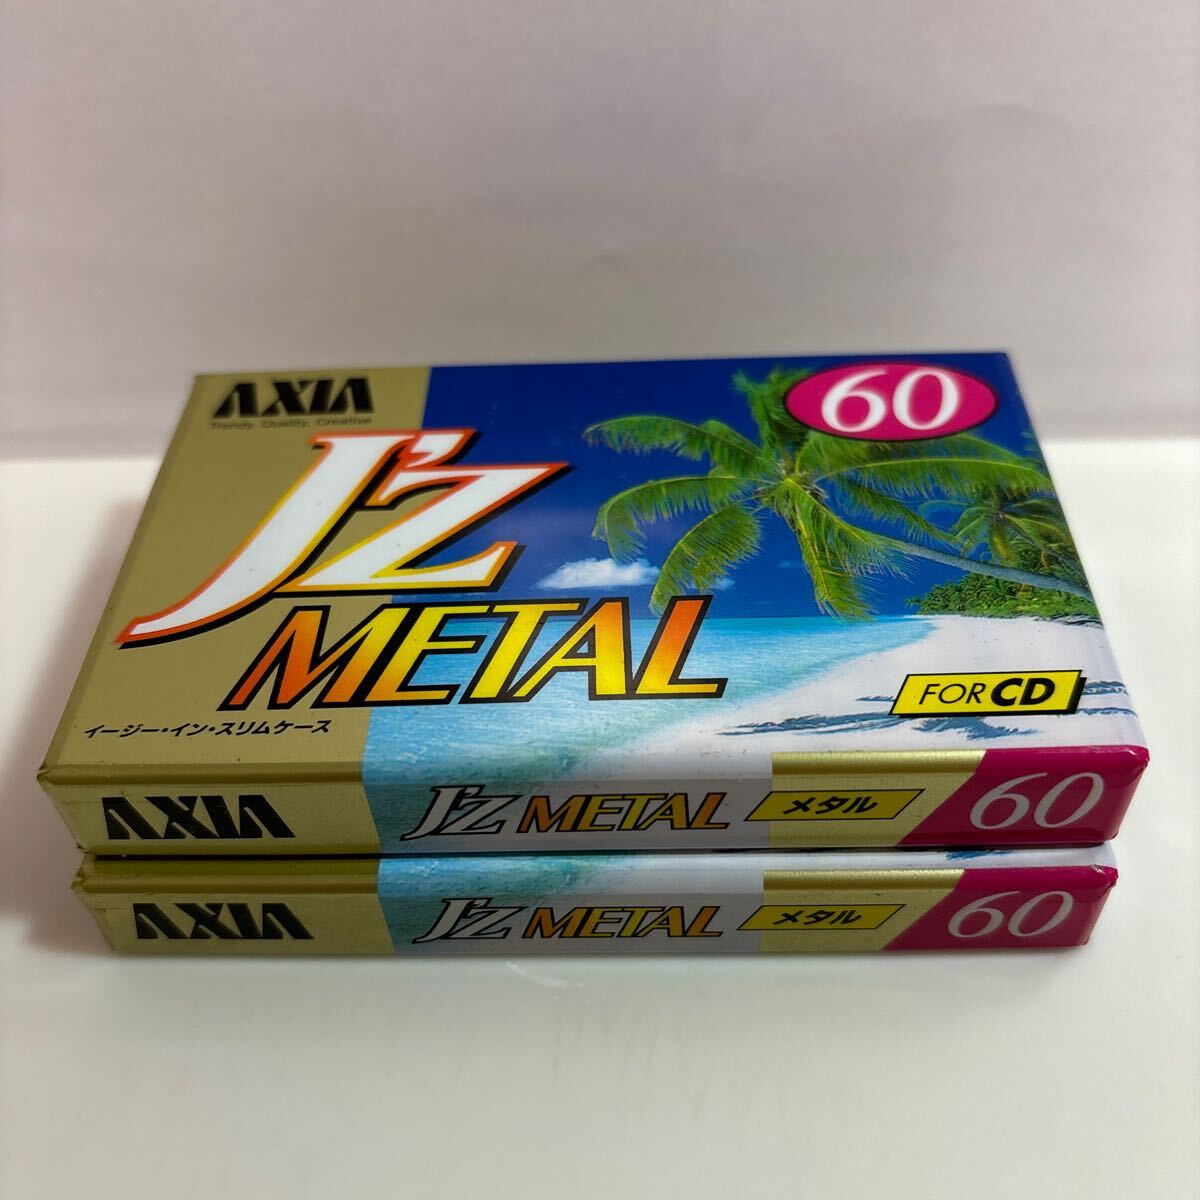 AXIA
Trendy, Quality, Creative
60
J'Z
METAL
FOR CD
イージー・イン・スリムケース
AXIA J'Z METAL メタル 60
AXIA J'Z METAL メタル 60